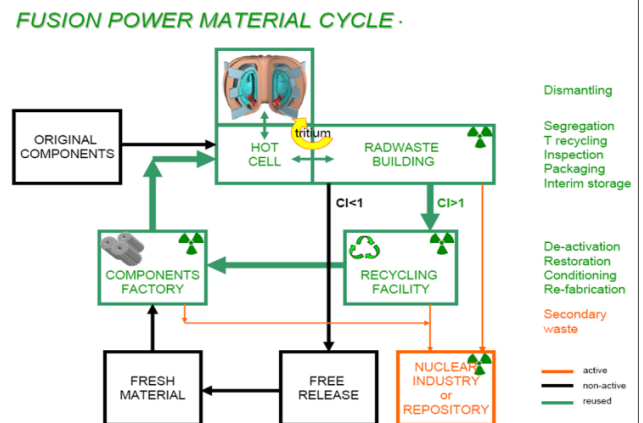 FUSION POWER MATERIAL CYCLE.
Dismantling
ORIGINAL
COMPONENTS
tritium
HOT
CELL
RADWASTE
BUILDING
Segregation
T recycling
Inspection
Packaging
Interim storage
CI<1
CI>1
COMPONENTS
FACTORY
RECYCLING
FACILITY
De-activation
Restoration
Conditioning
Re-fabrication
Secondary
waste
FRESH
MATERIAL
FREE
RELEASE
NUCLEAR
INDUSTRY
or
REPOSITORY
active
non-active
reused